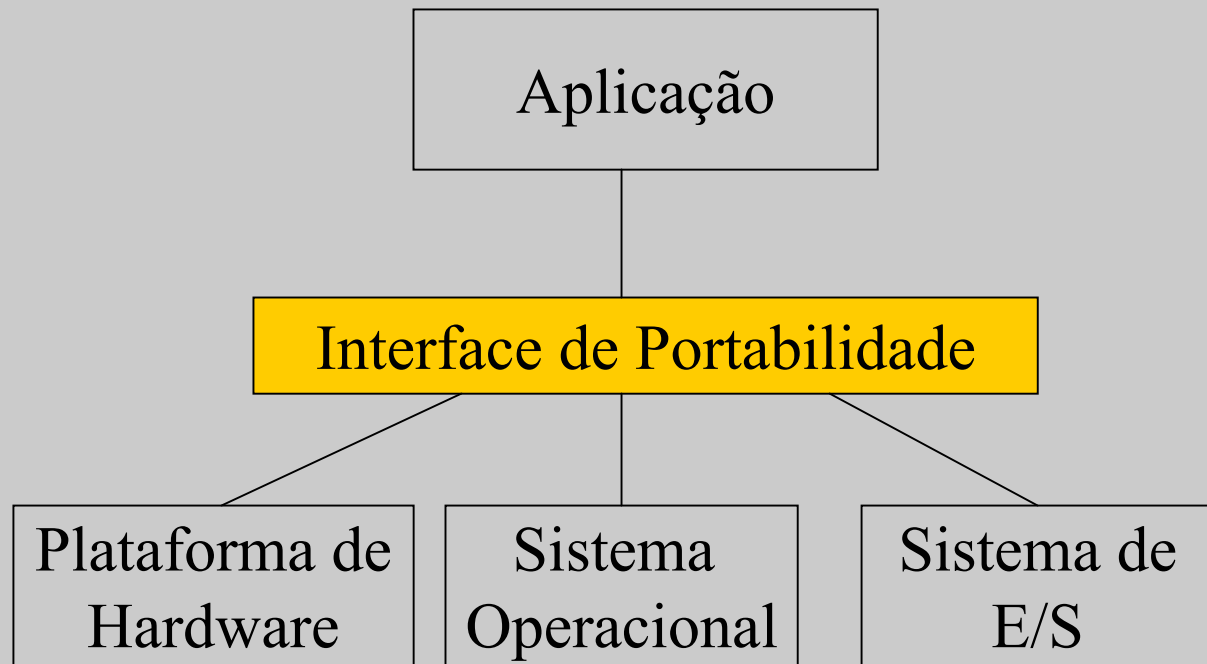 Aplicação
Interface de Portabilidade
Plataforma de
Hardware
Sistema
Operacional
Sistema de
E/S